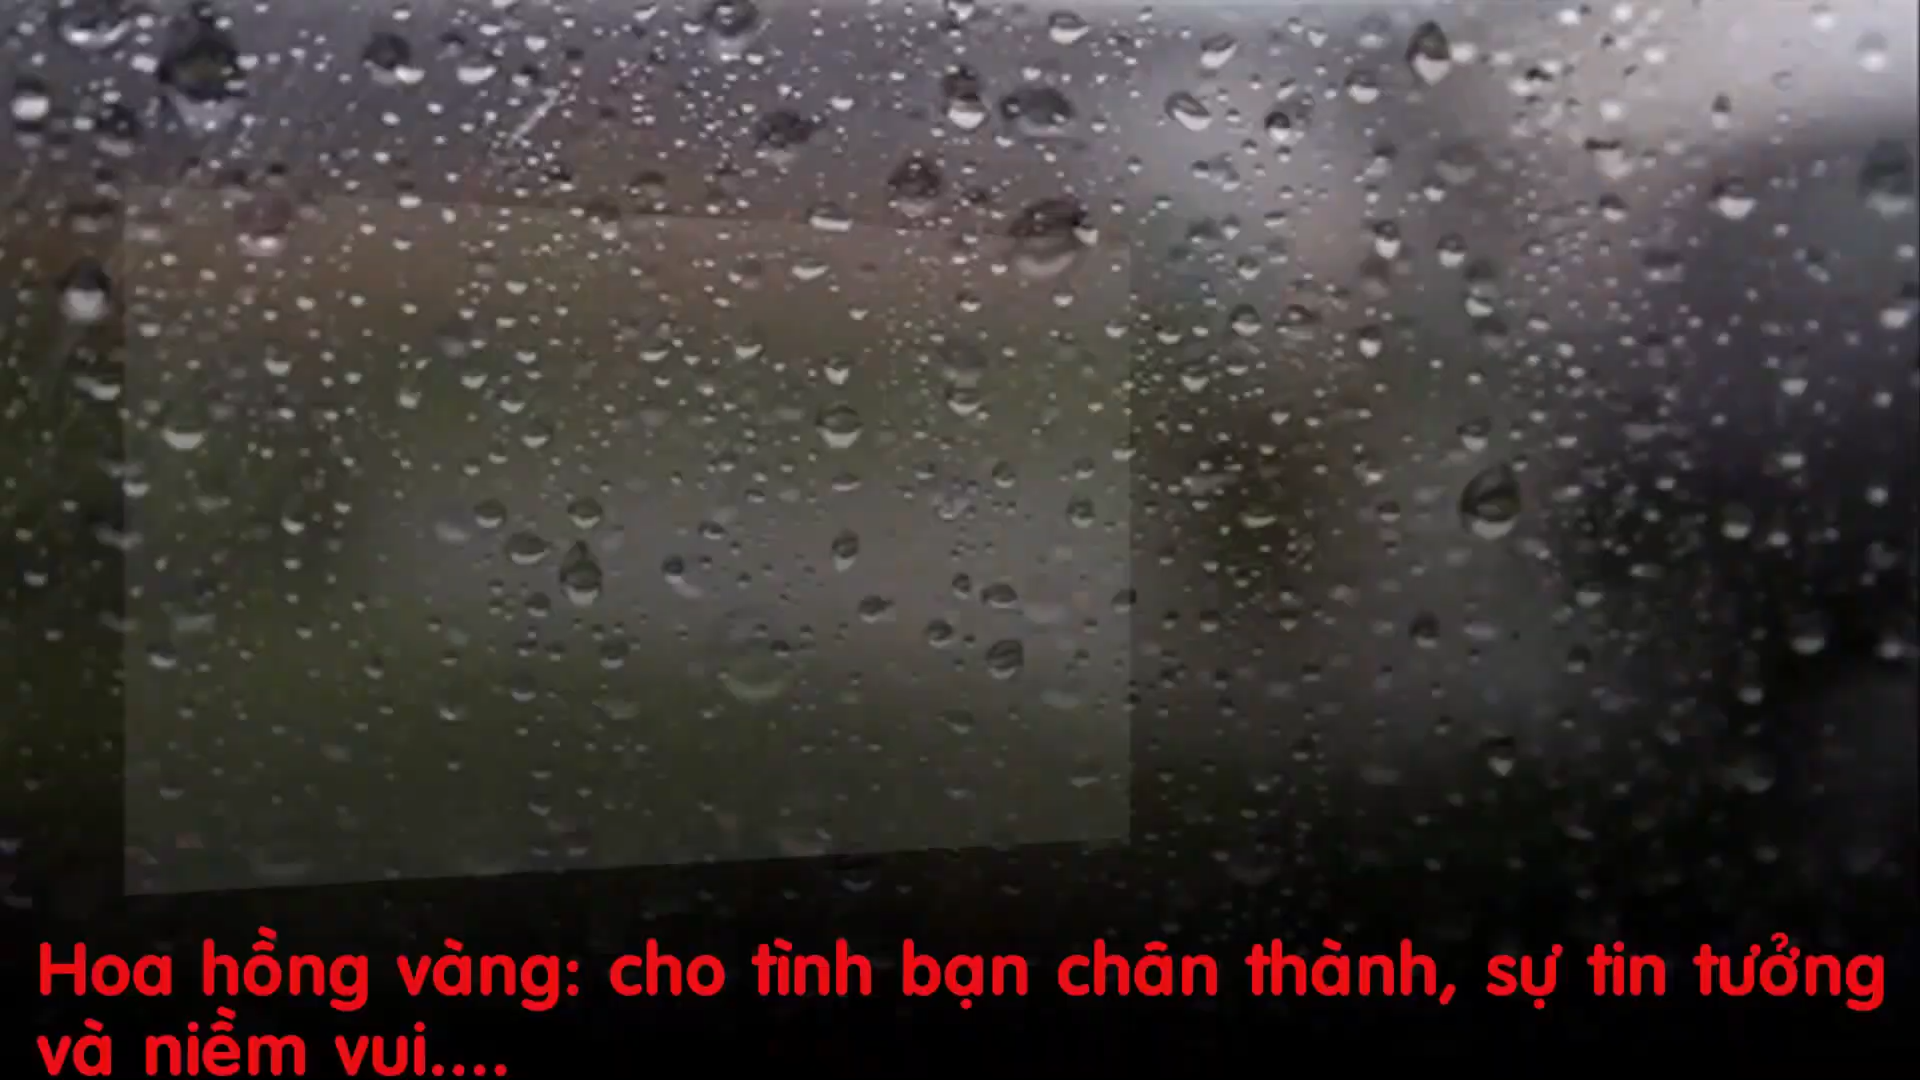 Hoa hồng vàng: cho tình bạn chân thành, sự tin tưởng
và niềm vui....